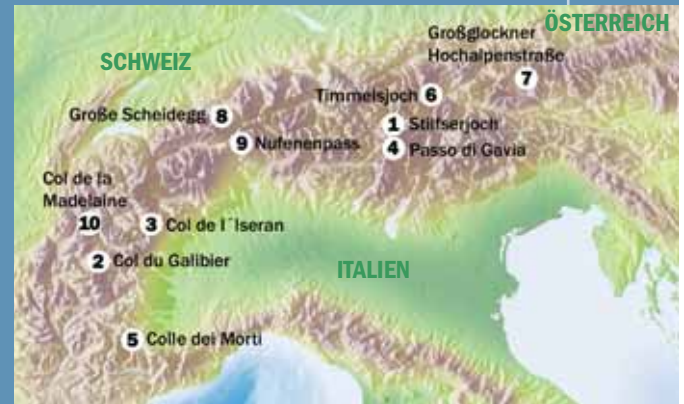 ÖSTERREICH
Großglockner
Hochalpenstraße
7
SCHWEIZ
Timmelsjoch 6
Große Scheidegg 8
1 Stilfserjoch
9 Nufenenpass
4 Passo di Gavia
Col de la
Madelaine
10
3 Col de l´Iseran
2 Col du Galibier
ITALIEN
5 Colle dei Morti